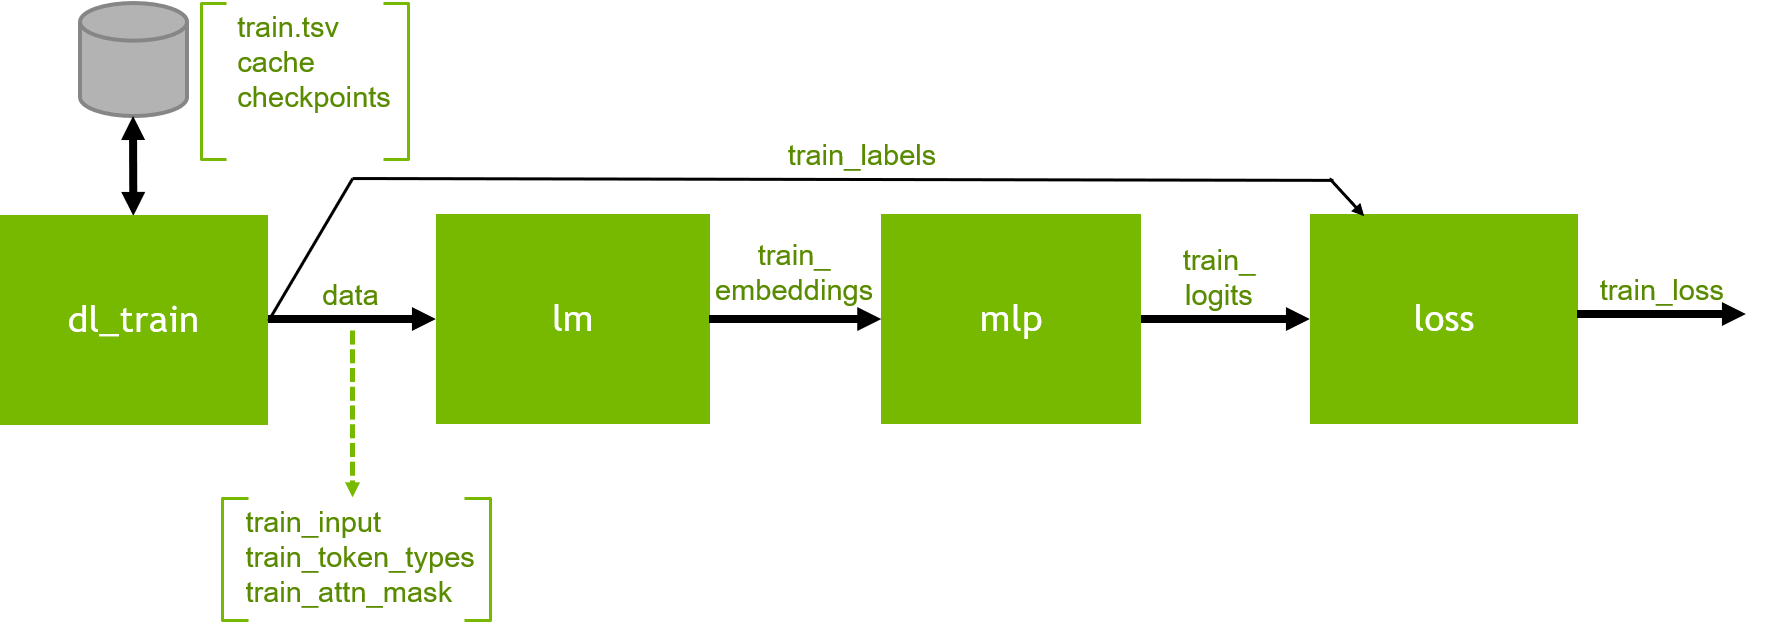 train.tsv
cache
checkpoints
train_labels
dl_train
data
lm
train_
embeddings
mlp
train_
logits
loss
train_loss
train_input
train_token_types
train_attn_mask